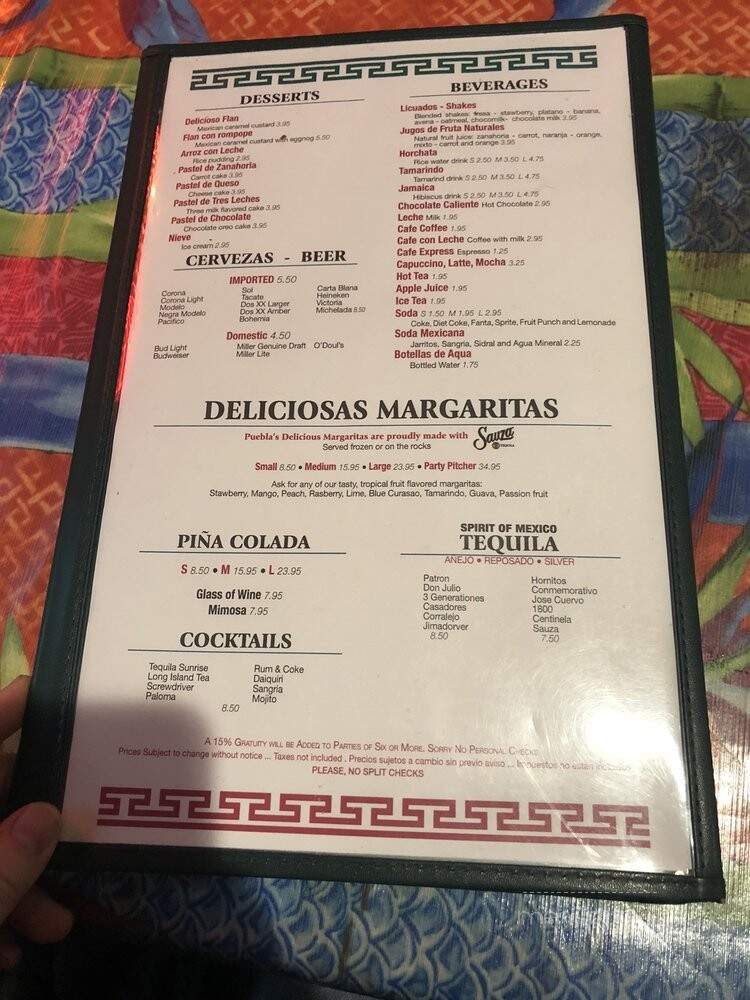 DESSERTS
Delicioso Flan
Mexican caramel custard 3.95
Flan con rompope
Mexican caramel custard with eggnog 5.50
Arroz con Leche
Rice pudding 2.95
Pastel de Zanahoria
Carrot cake 3.95
Pastel de Queso
Cheese cake 3.95
Pastel de Tres Leches
Three milk flavored cake 3.95
Pastel de Chocolate
Chocolate oreo cake 3.95
Nieve
Ice cream 2.95
CERVEZAS - BEER
IMPORTED 5.50
Corona
Corona Light
Modelo
Negra Modelo
Pacifico
Sol
Tacate
Dos XX Larger
Dos XX Amber
Bohemia
Carta Blana
Heineken
Victoria
Michelada 8.50
Domestic 4.50
Bud Light
Budweiser
Miller Genuine Draft
Miller Lite
O'Doul's
BEVERAGES
Licuados - Shakes
Blended shakes: fressa - stawberry, platano - banana,
avena - oatmeal, chocomilk- chocolate milk 3.95
Jugos de Fruta Naturales
Natural fruit juice: zanahoria - carrot, naranja - orange,
mixto - carrot and orange 3.95
Horchata
Rice water drink S 2.50 M 3.50 L 4.75
Tamarindo
Tamarind drink S 2.50 M 3.50 L 4.75
Jamaica
Hibiscus drink S 2.50 M 3.50 L 4.75
Chocolate Caliente Hot Chocolate 2.95
Leche Milk 1.95
Cafe Coffee 1.95
Cafe con Leche Coffee with milk 2.95
Cafe Express Espresso 1.25
Capuccino, Latte, Mocha 3.25
Hot Tea 1.95
Apple Juice 1.95
Ice Tea 1.95
Soda S 1.50 M 1.95 L 2.95
Coke, Diet Coke, Fanta, Sprite, Fruit Punch and Lemonade
Soda Mexicana
Jarritos, Sangria, Sidral and Agua Mineral 2.25
Botellas de Aqua
Bottled Water 1.75
DELICIOSAS MARGARITAS
Puebla's Delicious Margaritas are proudly made with Sauza
Served frozen or on the rocks
Small 8.50 • Medium 15.95 • Large 23.95 • Party Pitcher 34.95
Ask for any of our tasty, tropical fruit flavored margaritas:
Stawberry, Mango, Peach, Rasberry, Lime, Blue Curasao, Tamarindo, Guava, Passion fruit
PIÑA COLADA
S 8.50 • M 15.95 • L 23.95
Glass of Wine 7.95
Mimosa 7.95
COCKTAILS
Tequila Sunrise
Long Island Tea
Screwdriver
Paloma
Rum & Coke
Daiquiri
Sangria
Mojito
8.50
SPIRIT OF MEXICO
TEQUILA
ANEJO • REPOSADO • SILVER
Patron
Don Julio
3 Generationes
Casadores
Corralejo
Jimadorver
8.50
Hornitos
Conmemorativo
Jose Cuervo
1800
Centinela
Sauza
7.50
A 15% Gratuity will be Added to Parties of Six or More. Sorry No Personal Checks
Prices Subject to change without notice ... Taxes not included . Precios sujetos a cambio sin previo aviso ... Impuestos no estan incluidos
PLEASE, NO SPLIT CHECKS